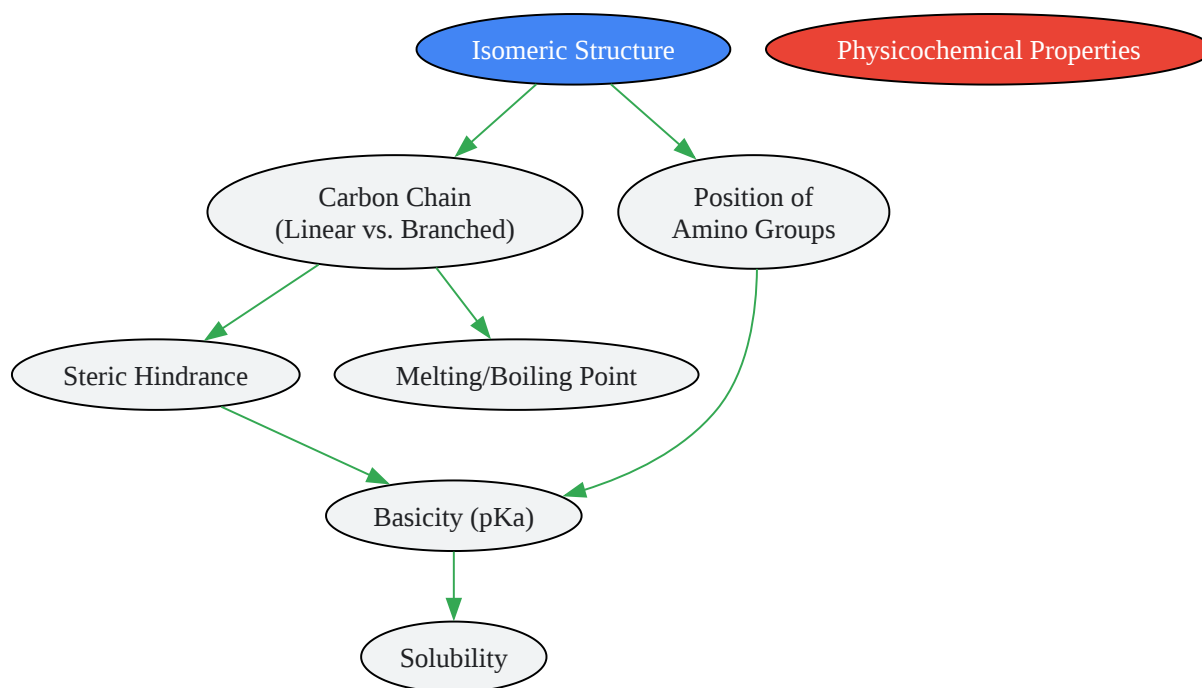 Isomeric Structure
Physicochemical Properties
Carbon Chain
(Linear vs. Branched)
Position of
Amino Groups
Steric Hindrance
Melting/Boiling Point
Basicity (pKa)
Solubility